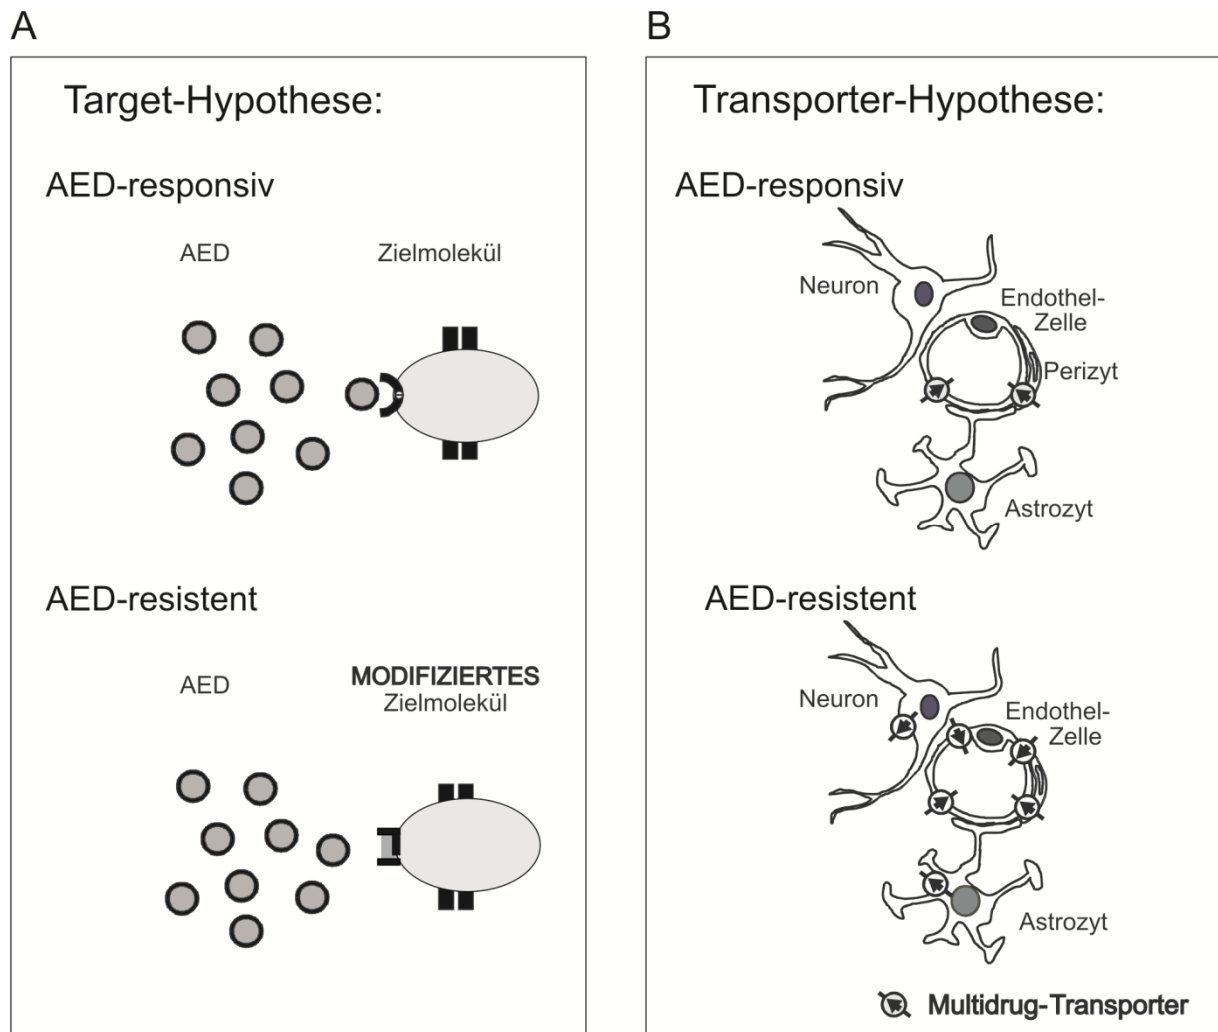 A
Target-Hypothese:
AED-responsiv
AED
Zielmolekül
AED-resistent
AED
MODIFIZIERTES
Zielmolekül
B
Transporter-Hypothese:
AED-responsiv
Neuron
Endothel-
Zelle
Perizyt
Astrozyt
AED-resistent
Neuron
Endothel-
Zelle
Astrozyt
Multidrug-Transporter